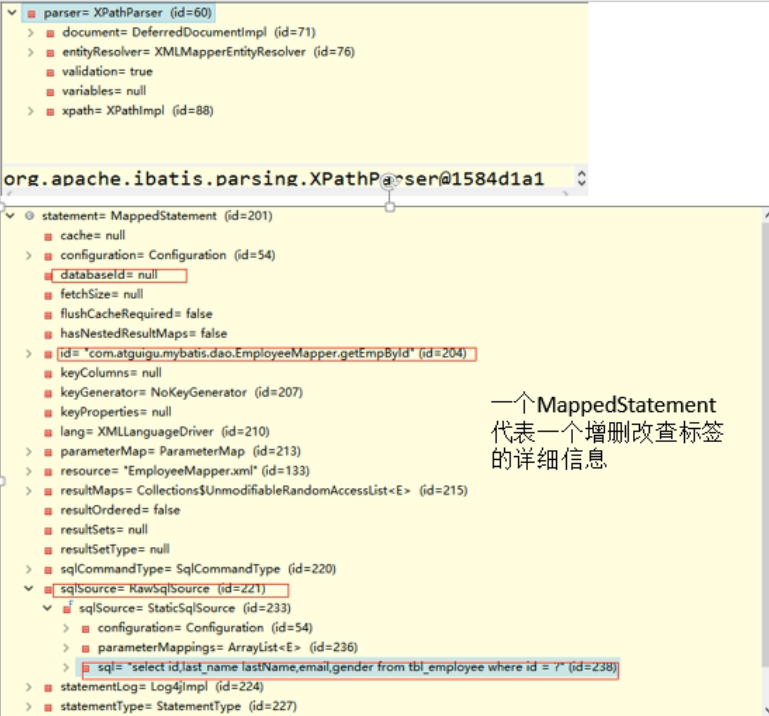 parser= XPathParser (id=60)
document= DeferredDocumentImpl (id=71)
entityResolver= XMLMapperEntityResolver (id=76)
validation= true
variables= null
xpath= XPathImpl (id=88)
org.apache.ibatis.parsing.XPathParser@1584d1a1
statement= MappedStatement (id=201)
cache= null
configuration= Configuration (id=54)
databaseId= null
fetchSize= null
flushCacheRequired= false
hasNestedResultMaps= false
id= "com.atguigu.mybatis.dao.EmployeeMapper.getEmpById" (id=204)
keyColumns= null
keyGenerator= NoKeyGenerator (id=207)
keyProperties= null
lang= XMLLanguageDriver (id=210)
parameterMap= ParameterMap (id=213)
resource= "EmployeeMapper.xml" (id=133)
resultMaps= Collections$UnmodifiableRandomAccessList<E> (id=215)
resultOrdered= false
resultSets= null
resultSetType= null
sqlCommandType= SqlCommandType (id=220)
sqlSource= RawSqlSource (id=221)
F
sqlSource= StaticSqlSource (id=233)
configuration= Configuration (id=54)
parameterMappings= ArrayList<E> (id=236)
sql= "select id,last_name lastName,email,gender from tbl_employee where id = ?" (id=238)
statementLog= Log4jImpl (id=224)
statementType= StatementType (id=227)
一个MappedStatement
代表一个增删改查标签
的详细信息